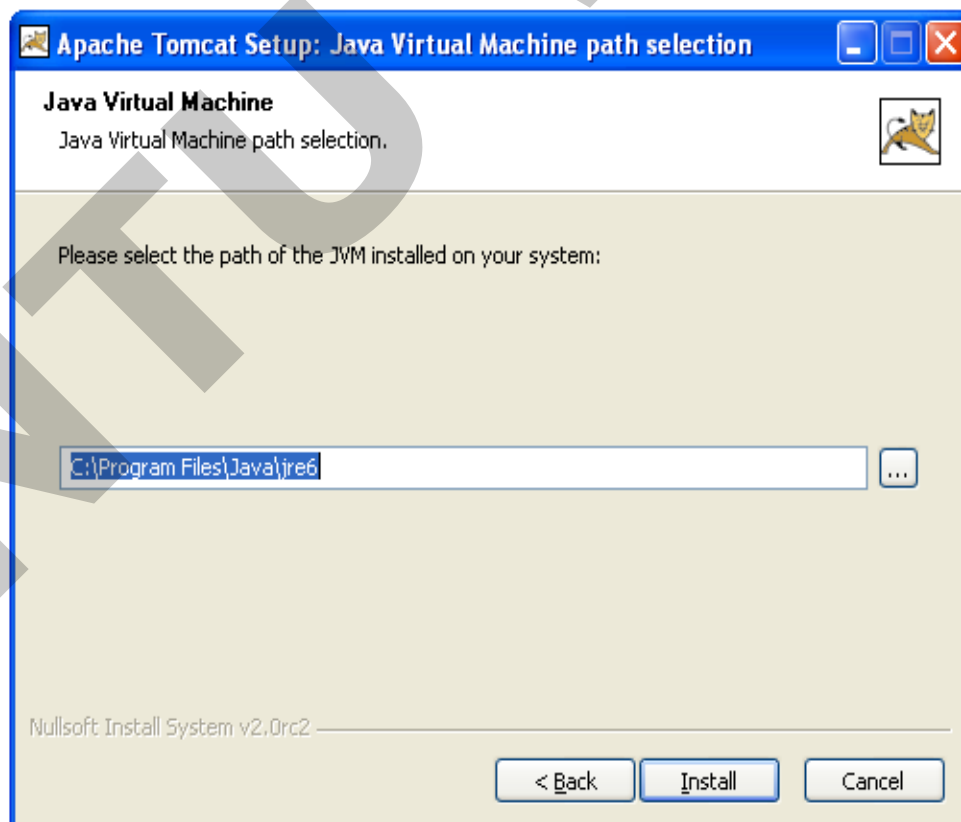 Apache Tomcat Setup: Java Virtual Machine path selection
Java Virtual Machine
Java Virtual Machine path selection.
Please select the path of the JVM installed on your system:
C:\Program Files\Java\jre6
...
Nullsoft Install System v2.0rc2
< Back
Install
Cancel
NTU